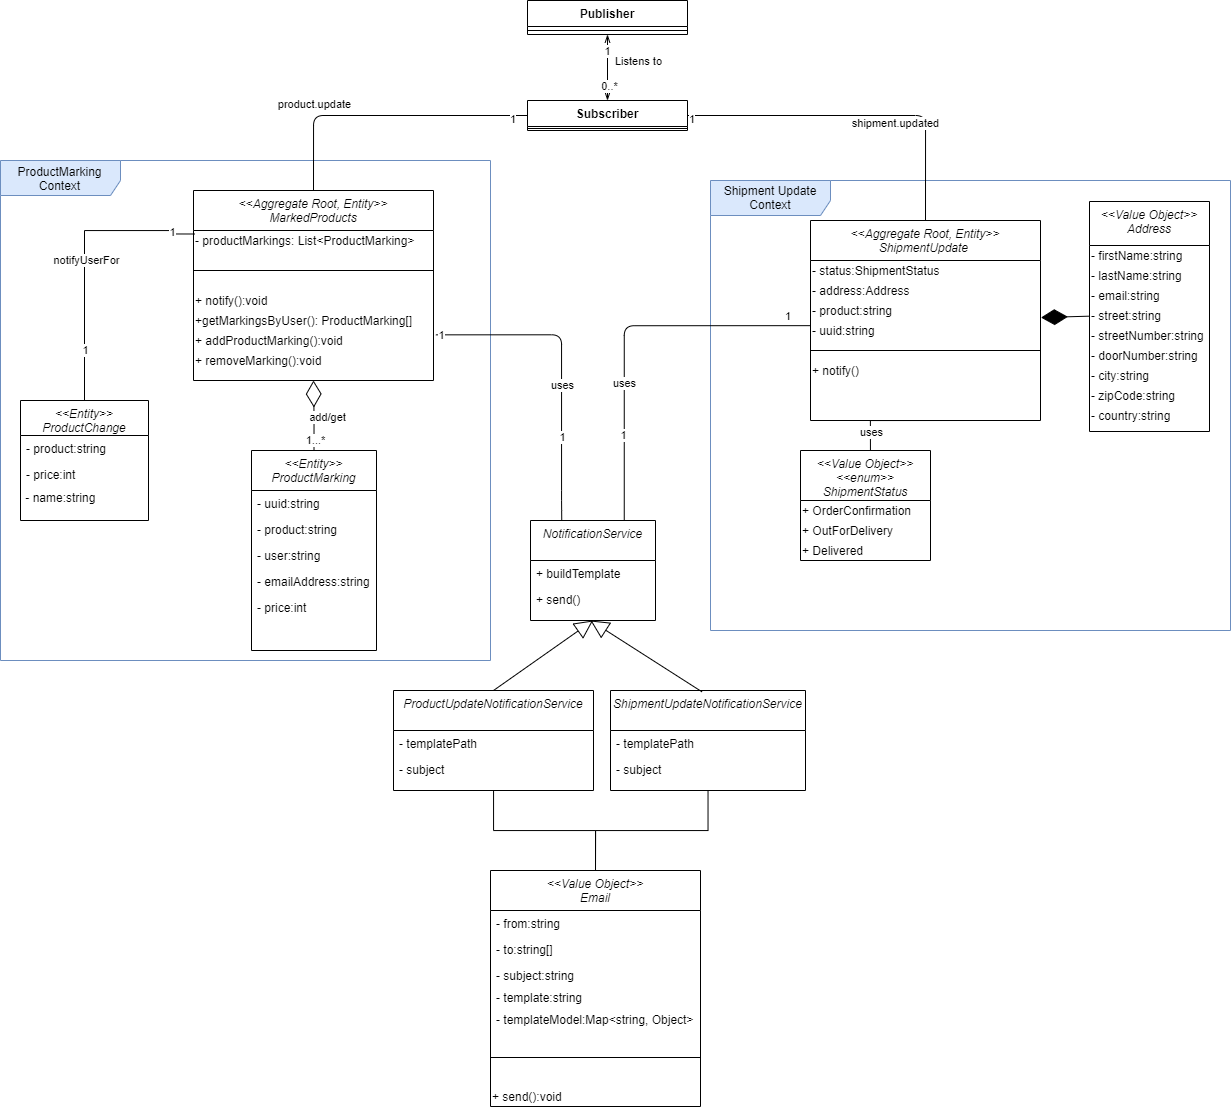 Publisher
1
Listens to
0..*
Subscriber
product.update
1
1
shipment.updated
ProductMarking
Context
<<Aggregate Root, Entity>>
MarkedProducts
- productMarkings: List<ProductMarking>
+ notify():void
+getMarkingsByUser(): ProductMarking[]
+ addProductMarking():void
+ removeMarking():void
1
notifyUserFor
1
<<Entity>>
ProductChange
- product:string
- price:int
- name:string
add/get
1...*
<<Entity>>
ProductMarking
- uuid:string
- product:string
- user:string
- emailAddress:string
- price:int
1
uses
1
1
uses
1
Shipment Update
Context
<<Aggregate Root, Entity>>
ShipmentUpdate
- status:ShipmentStatus
- address:Address
- product:string
- uuid:string
+ notify()
<<Value Object>>
Address
- firstName:string
- lastName:string
- email:string
- street:string
- streetNumber:string
- doorNumber:string
- city:string
- zipCode:string
- country:string
uses
<<Value Object>>
<<enum>>
ShipmentStatus
+ OrderConfirmation
+ OutForDelivery
+ Delivered
NotificationService
+ buildTemplate
+ send()
ProductUpdateNotificationService
- templatePath
- subject
ShipmentUpdateNotificationService
- templatePath
- subject
<<Value Object>>
Email
- from:string
- to:string[]
- subject:string
- template:string
- templateModel:Map<string, Object>
+ send():void